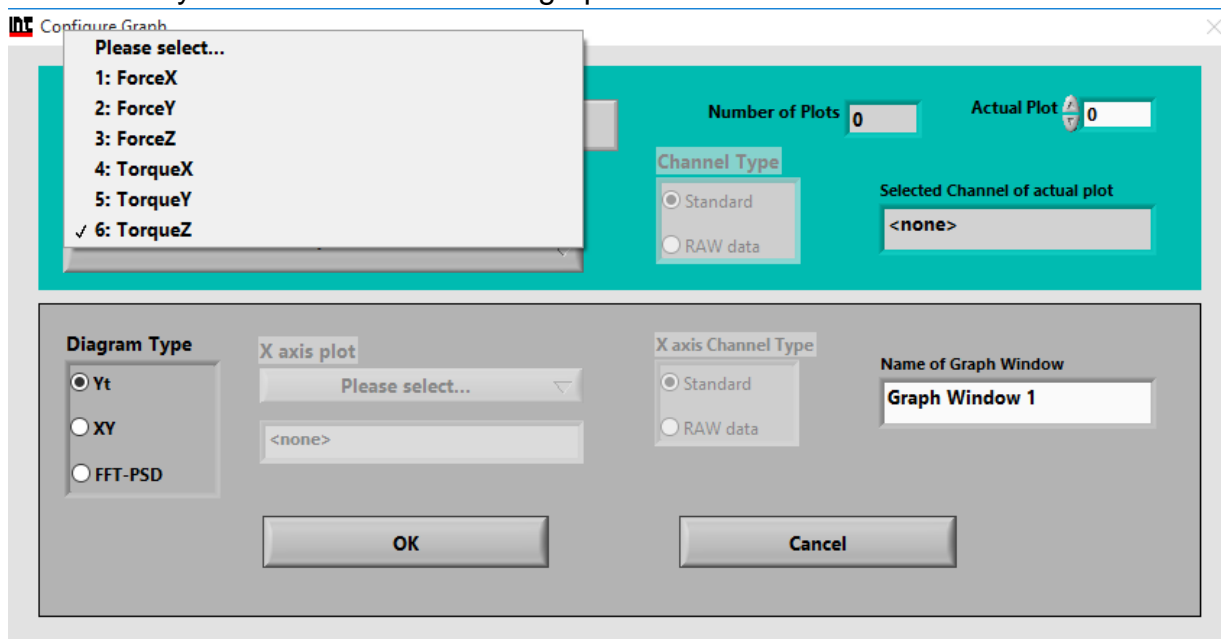 INT Configure Graph
Please select...
1: ForceX
2: ForceY
3: ForceZ
4: TorqueX
5: TorqueY
✓ 6: TorqueZ
Number of Plots 0
Actual Plot 0
Channel Type
Standard
RAW data
Selected Channel of actual plot
<none>
Diagram Type
Yt
XY
FFT-PSD
X axis plot
Please select...
<none>
X axis Channel Type
Standard
RAW data
Name of Graph Window
Graph Window 1
OK
Cancel